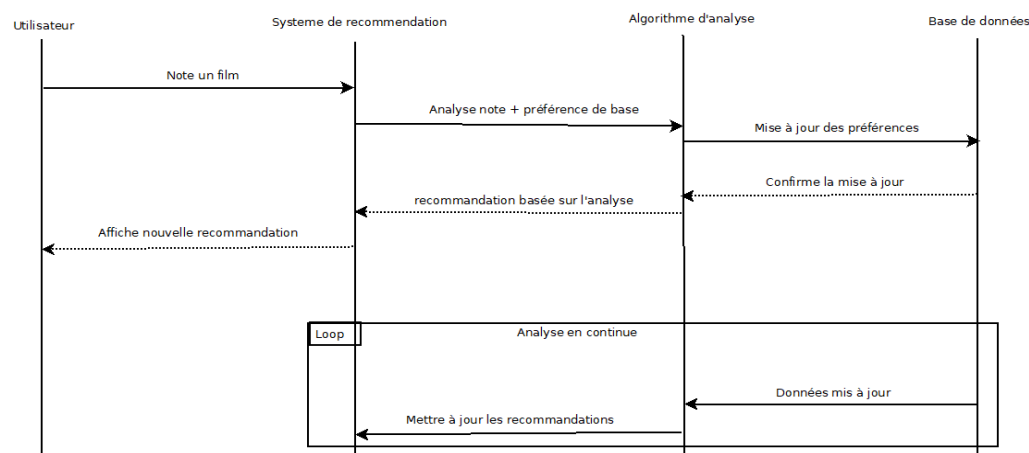 Utilisateur
Systeme de recommendation
Algorithme d'analyse
Base de données
Note un film
Analyse note + préférence de base
Mise à jour des préférences
Confirme la mise à jour
recommandation basée sur l'analyse
Affiche nouvelle recommandation
Loop
Analyse en continue
Données mis à jour
Mettre à jour les recommandations